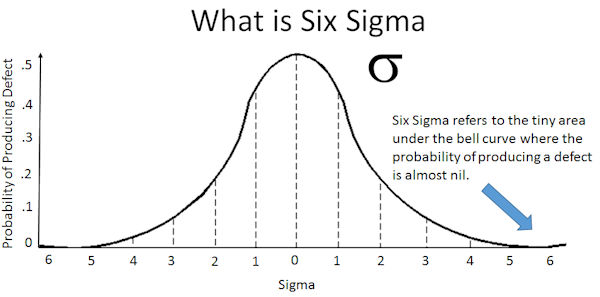 What is Six Sigma
σ
Probability of Producing Defect
.5
.4
.3
.2
.1
0
Six Sigma refers to the tiny area
under the bell curve where the
probability of producing a defect
is almost nil.
6 5 4 3 2 1 0 1 2 3 4 5 6
Sigma